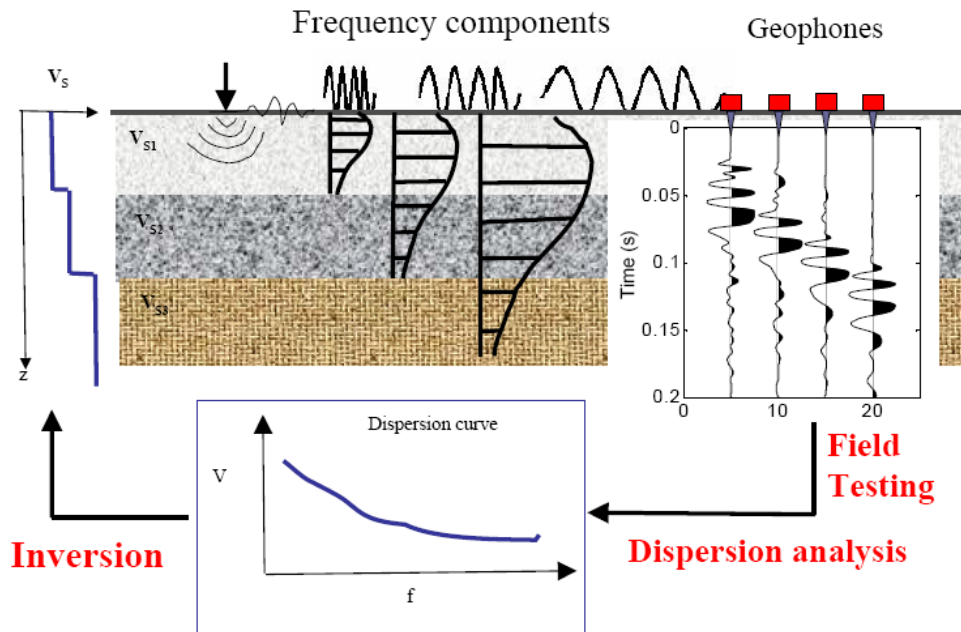 Frequency components
Geophones
vS
vS1
vS2
vS3
z
0
0.05
0.1
0.15
0.2
Time (s)
0 10 20
Dispersion curve
V
f
Field
Testing
Dispersion analysis
Inversion